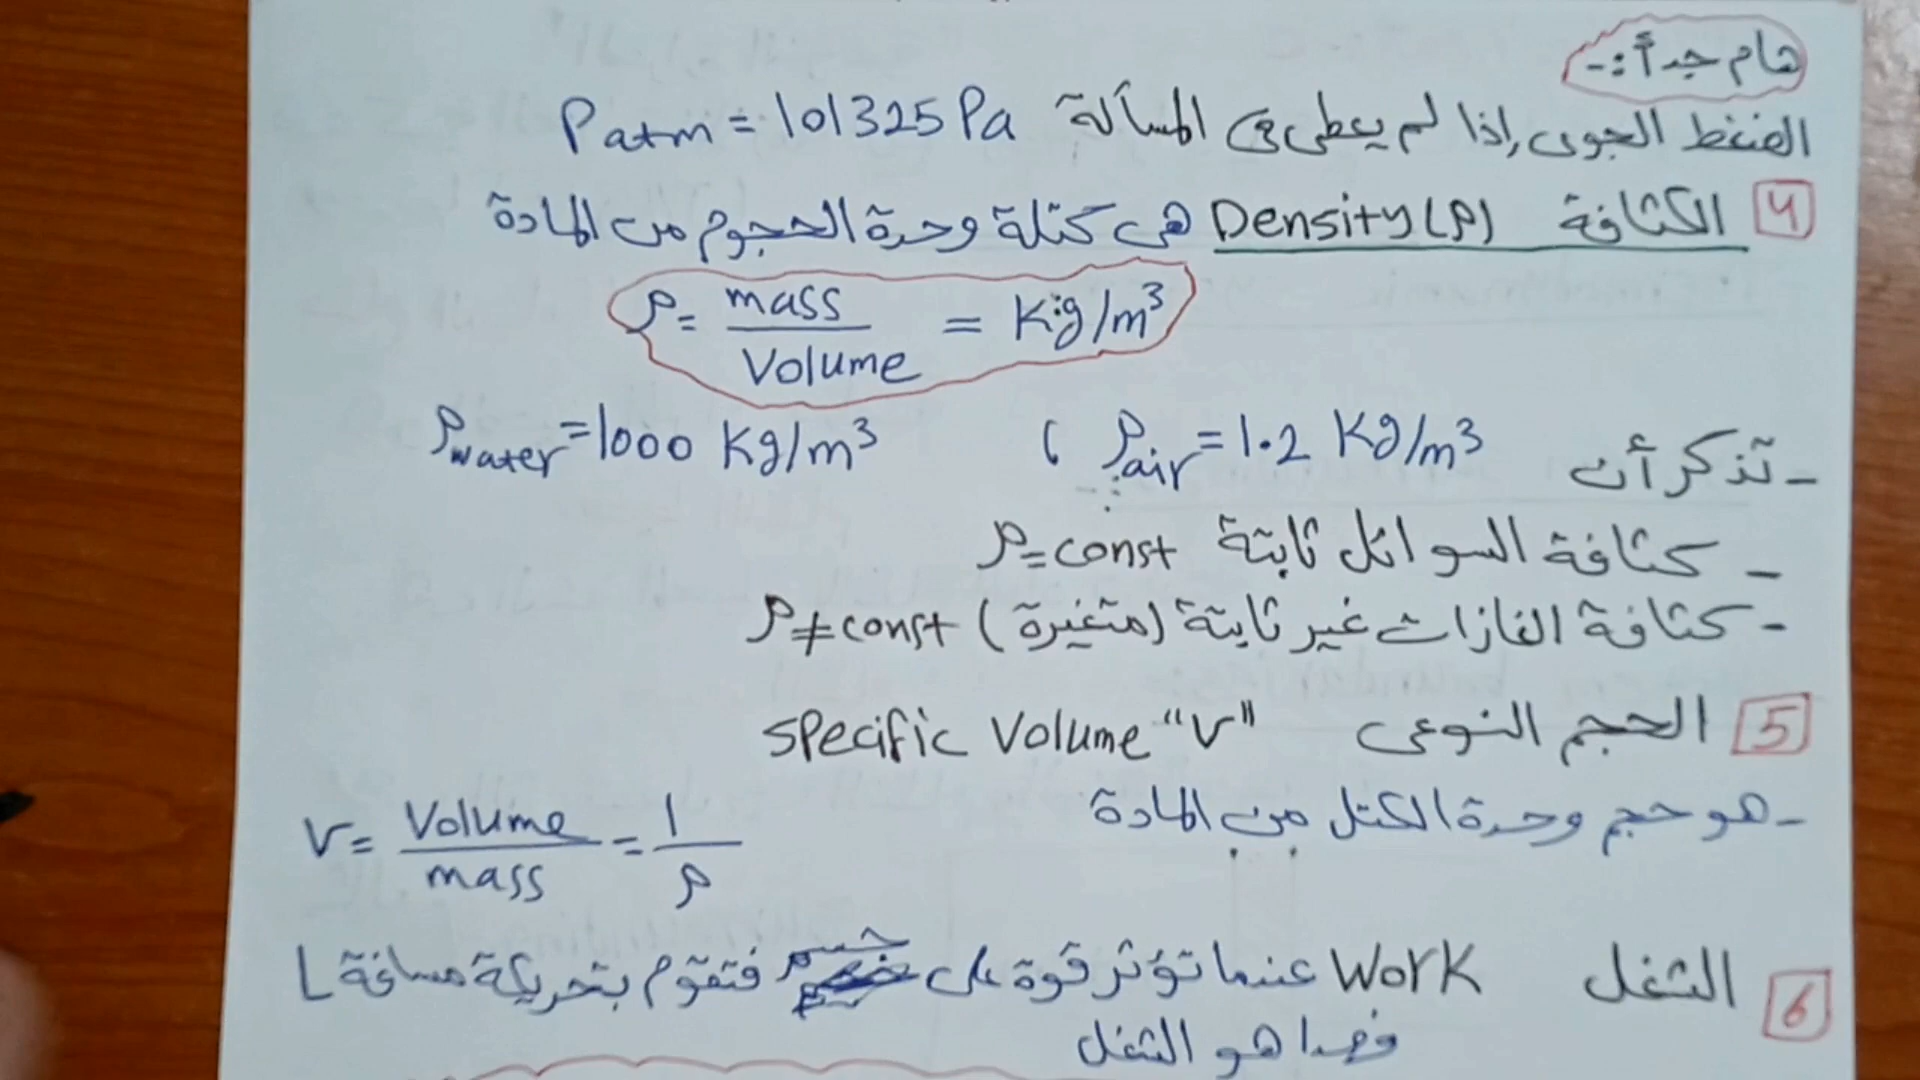 هام جداً :-
الضغط الجوى إذا لم يعطى فى المسألة Patm = 101325 Pa
4 الكثافة Density (ρ) هى كتلة وحدة الحجوم من المادة
ρ = mass / Volume = Kg/m³
- تذكر أن ρair = 1.2 Kg/m³ ، ρwater = 1000 Kg/m³
- كثافة السوائل ثابتة ρ = const
- كثافة الغازات غير ثابتة (متغيرة) ρ ≠ const
5 الحجم النوعى Specific Volume "v"
- هو حجم وحدة الكتل من المادة
v = Volume / mass = 1 / ρ
6 الشغل Work عندما تؤثر قوة على جسم فتقوم بتحريكة مسافة L
فهذا هو الشغل